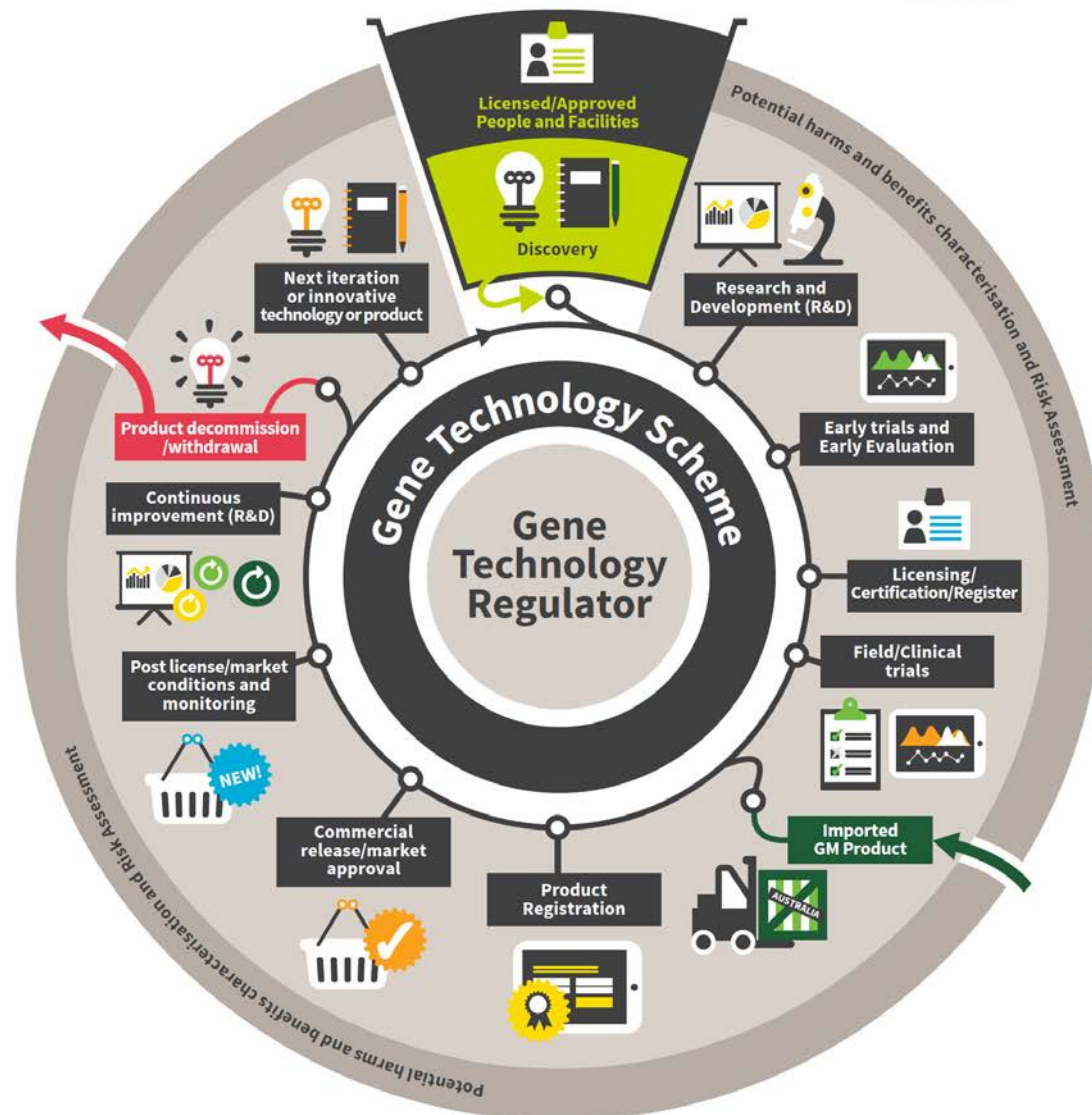 Licensed/Approved
People and Facilities
Discovery
Potential harms and benefits characterisation and Risk Assessment
Research and
Development (R&D)
Early trials and
Early Evaluation
Licensing/
Certification/Register
Field/Clinical
trials
Imported
GM Product
AUSTRALIA
Product
Registration
Commercial
release/market
approval
NEW!
Post license/market
conditions and
monitoring
Continuous
improvement (R&D)
Product decommission
/withdrawal
Next iteration
or innovative
technology or product
Potential harms and benefits characterisation and Risk Assessment
Gene Technology Scheme
Gene
Technology
Regulator